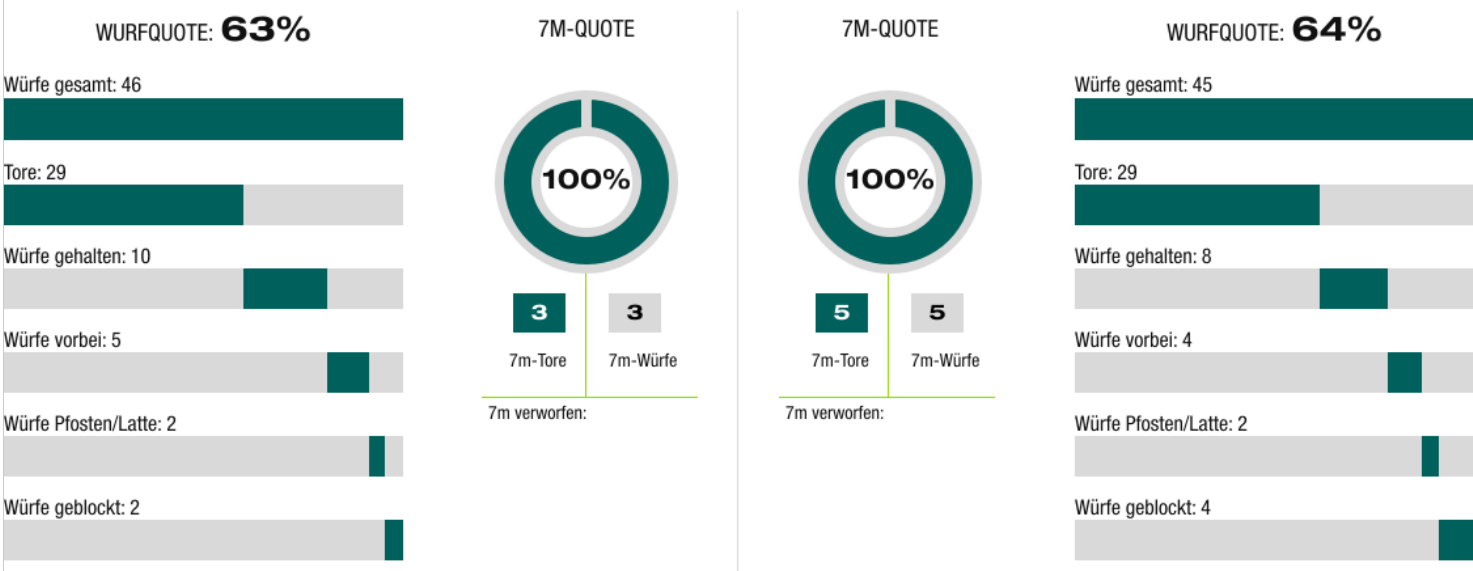 WURFQUOTE: 63%
Würfe gesamt: 46
Tore: 29
Würfe gehalten: 10
Würfe vorbei: 5
Würfe Pfosten/Latte: 2
Würfe geblockt: 2
7M-QUOTE
100%
3 3
7m-Tore 7m-Würfe
7m verworfen:
7M-QUOTE
100%
5 5
7m-Tore 7m-Würfe
7m verworfen:
WURFQUOTE: 64%
Würfe gesamt: 45
Tore: 29
Würfe gehalten: 8
Würfe vorbei: 4
Würfe Pfosten/Latte: 2
Würfe geblockt: 4